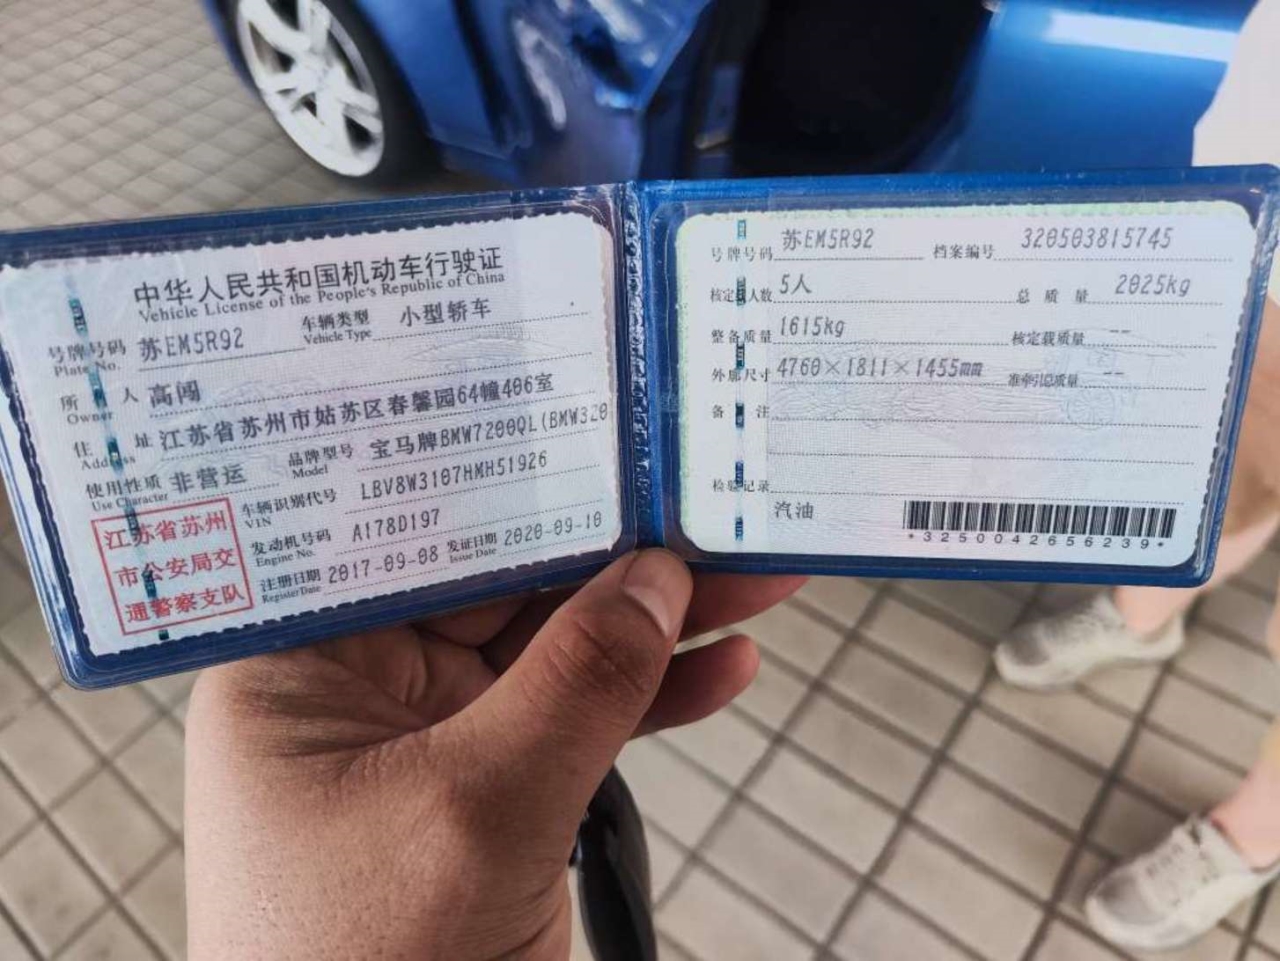 中华人民共和国机动车行驶证
Vehicle License of the People's Republic of China
号牌号码 苏EM5R92 车辆类型 小型轿车
Plate No. Vehicle Type
所有人 高闯
Owner
住址 江苏省苏州市姑苏区春馨园64幢406室
Address
使用性质 非营运 品牌型号 宝马牌BMW7200QL(BMW320
Use Character Model
江苏省苏州
市公安局交
通警察支队
车辆识别代号 LBV8W3107HMH51926
VIN
发动机号码 A178D197
Engine No.
注册日期 2017-09-08 发证日期 2020-09-10
Register Date Issue Date
号牌号码 苏EM5R92 档案编号 320503815745
核定载人数 5人 总质量 2025kg
整备质量 1615kg 核定载质量 --
外廓尺寸 4760×1811×1455mm 准牵引总质量 --
备注
检验记录
汽油
*3250042656239*